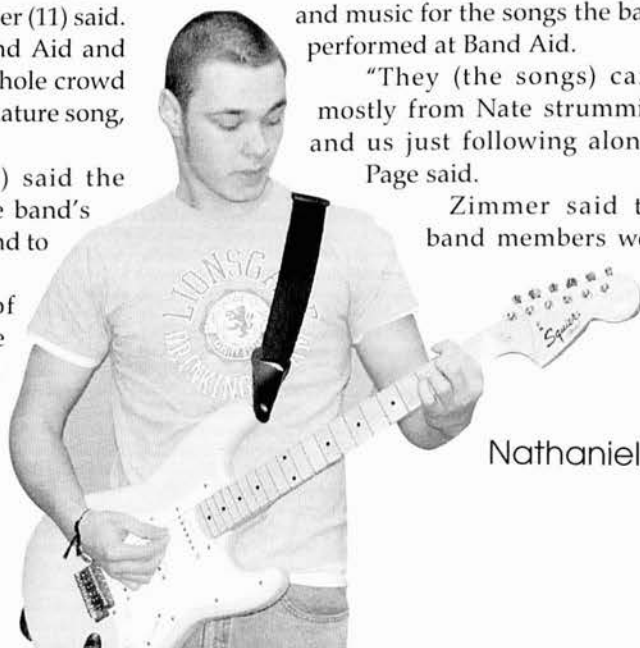 er (11) said.
nd Aid and
hole crowd
ature song,
) said the
e band's
nd to
of
e
and music for the songs the ba
performed at Band Aid.
"They (the songs) ca
mostly from Nate strummi
and us just following alon
Page said.
Zimmer said t
band members we
LIONSGATE
DRINKING
Squier
Nathaniel